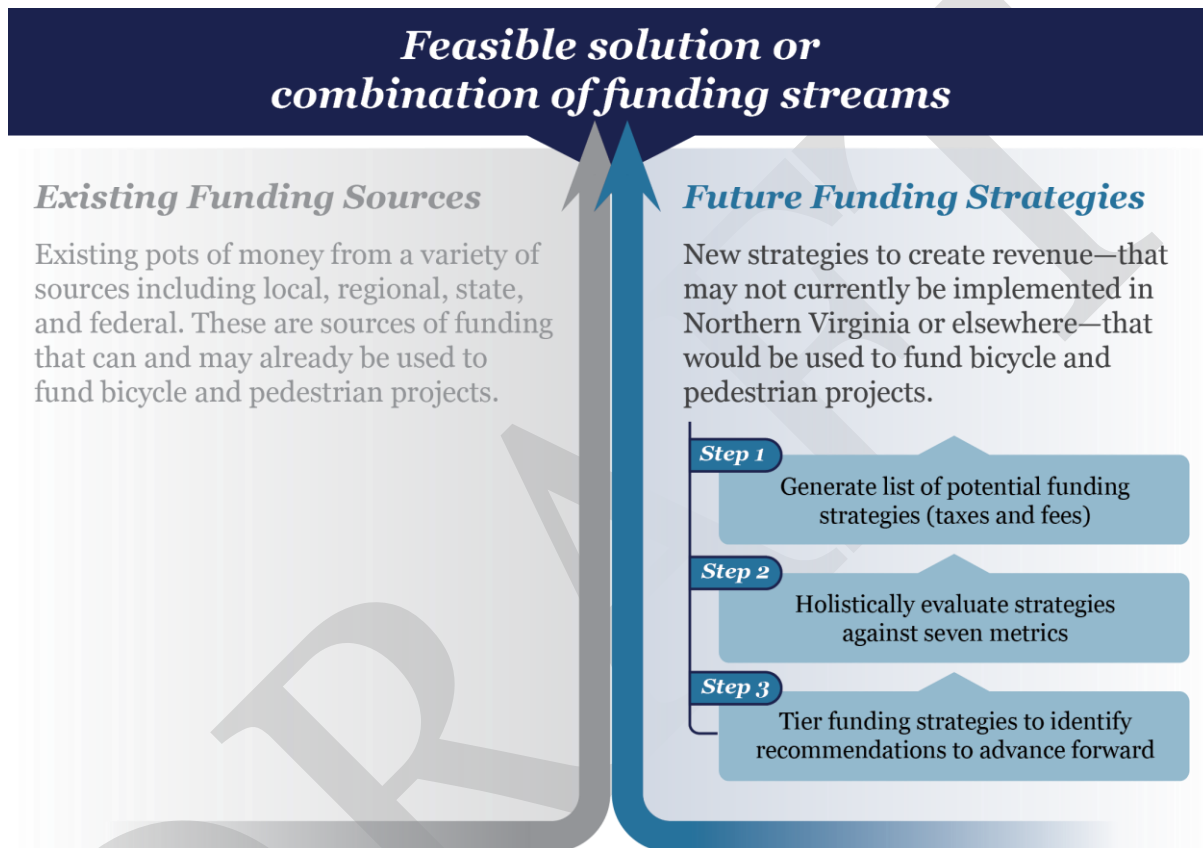 Feasible solution or
combination of funding streams
Existing Funding Sources
Existing pots of money from a variety of
sources including local, regional, state,
and federal. These are sources of funding
that can and may already be used to
fund bicycle and pedestrian projects.
Future Funding Strategies
New strategies to create revenue—that
may not currently be implemented in
Northern Virginia or elsewhere—that
would be used to fund bicycle and
pedestrian projects.
Step 1
Generate list of potential funding
strategies (taxes and fees)
Step 2
Holistically evaluate strategies
against seven metrics
Step 3
Tier funding strategies to identify
recommendations to advance forward
DRAFT